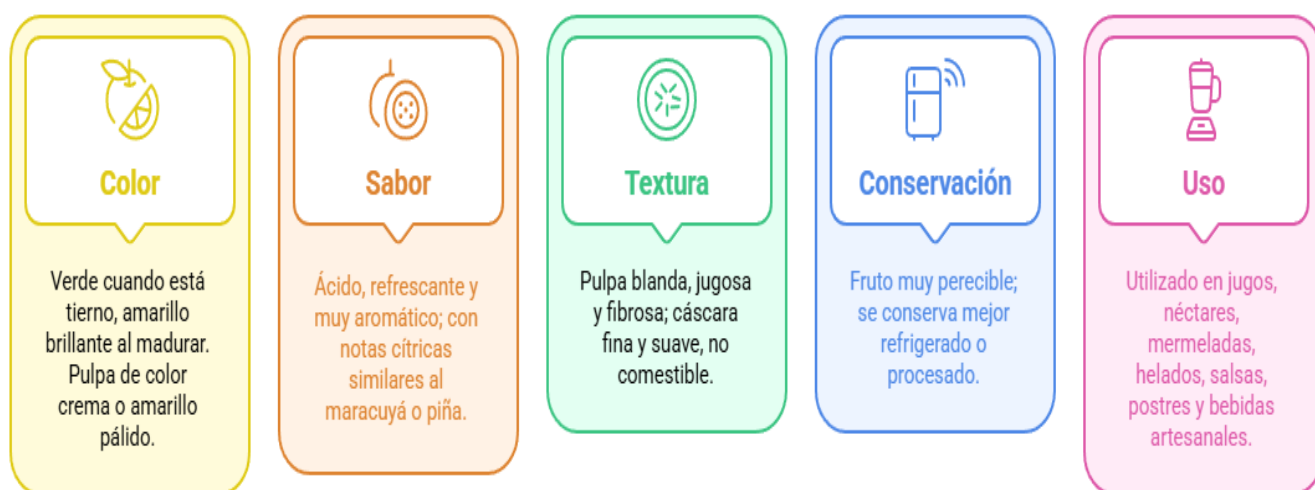 Color
Verde cuando está
tierno, amarillo
brillante al madurar.
Pulpa de color
crema o amarillo
pálido.
Sabor
Ácido, refrescante y
muy aromático; con
notas cítricas
similares al
maracuyá o piña.
Textura
Pulpa blanda, jugosa
y fibrosa; cáscara
fina y suave, no
comestible.
Conservación
Fruto muy perecible;
se conserva mejor
refrigerado o
procesado.
Uso
Utilizado en jugos,
néctares,
mermeladas,
helados, salsas,
postres y bebidas
artesanales.